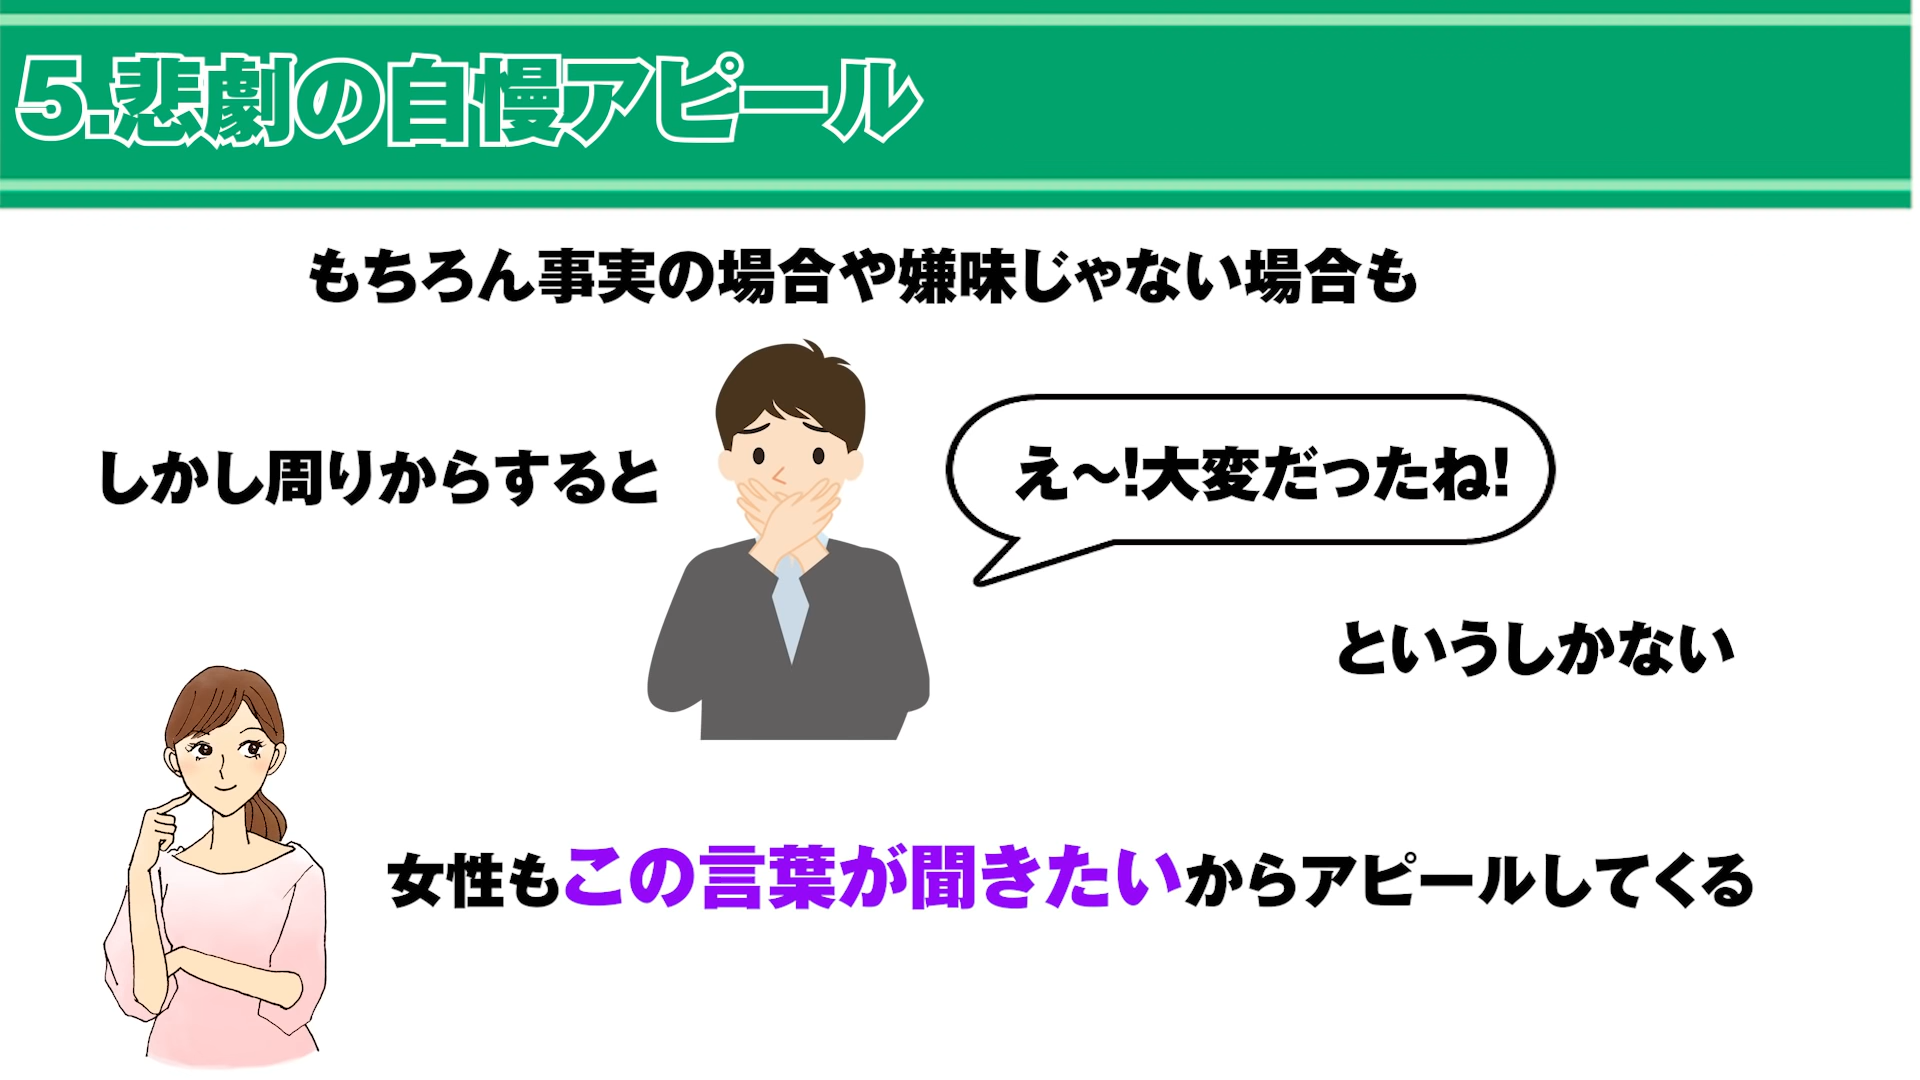 5.悲劇の自慢アピール
もちろん事実の場合や嫌味じゃない場合も
しかし周りからすると
え～!大変だったね!
というしかない
女性もこの言葉が聞きたいからアピールしてくる